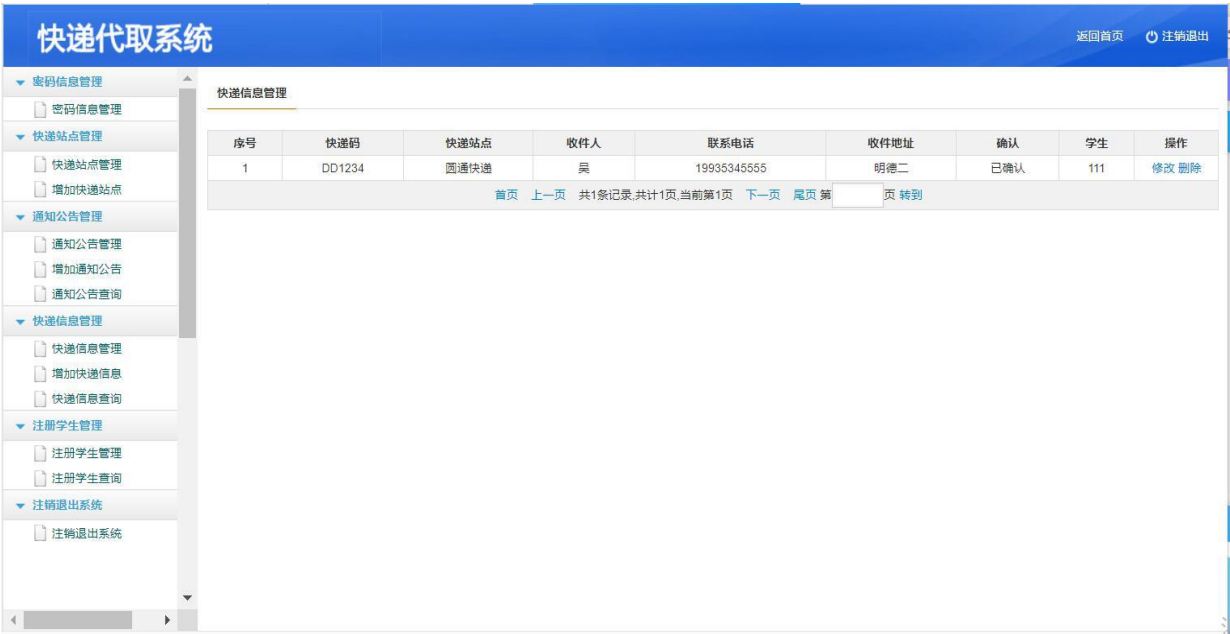 快递代取系统
返回首页 注销退出
密码信息管理
密码信息管理
快递站点管理
快递站点管理
增加快递站点
通知公告管理
通知公告管理
增加通知公告
通知公告查询
快递信息管理
快递信息管理
增加快递信息
快递信息查询
注册学生管理
注册学生管理
注册学生查询
注销退出系统
注销退出系统
快递信息管理
序号 快递码 快递站点 收件人 联系电话 收件地址 确认 学生 操作
1 DD1234 圆通快递 吴 19935345555 明德二 已确认 111 修改 删除
首页 上一页 共1条记录,共计1页,当前第1页 下一页 尾页 第 页 转到